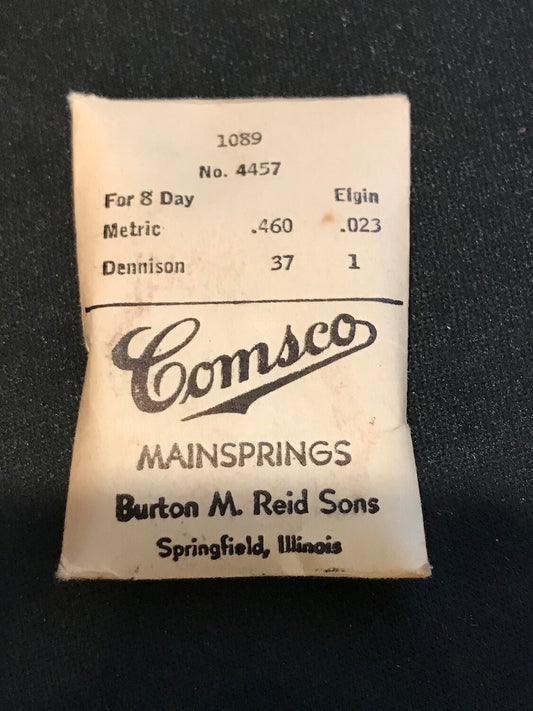 1089
No. 4457
For 8 Day Elgin
Metric .460 .023
Dennison 37 1
Comsco
MAINSPRINGS
Burton M. Reid Sons
Springfield, Illinois